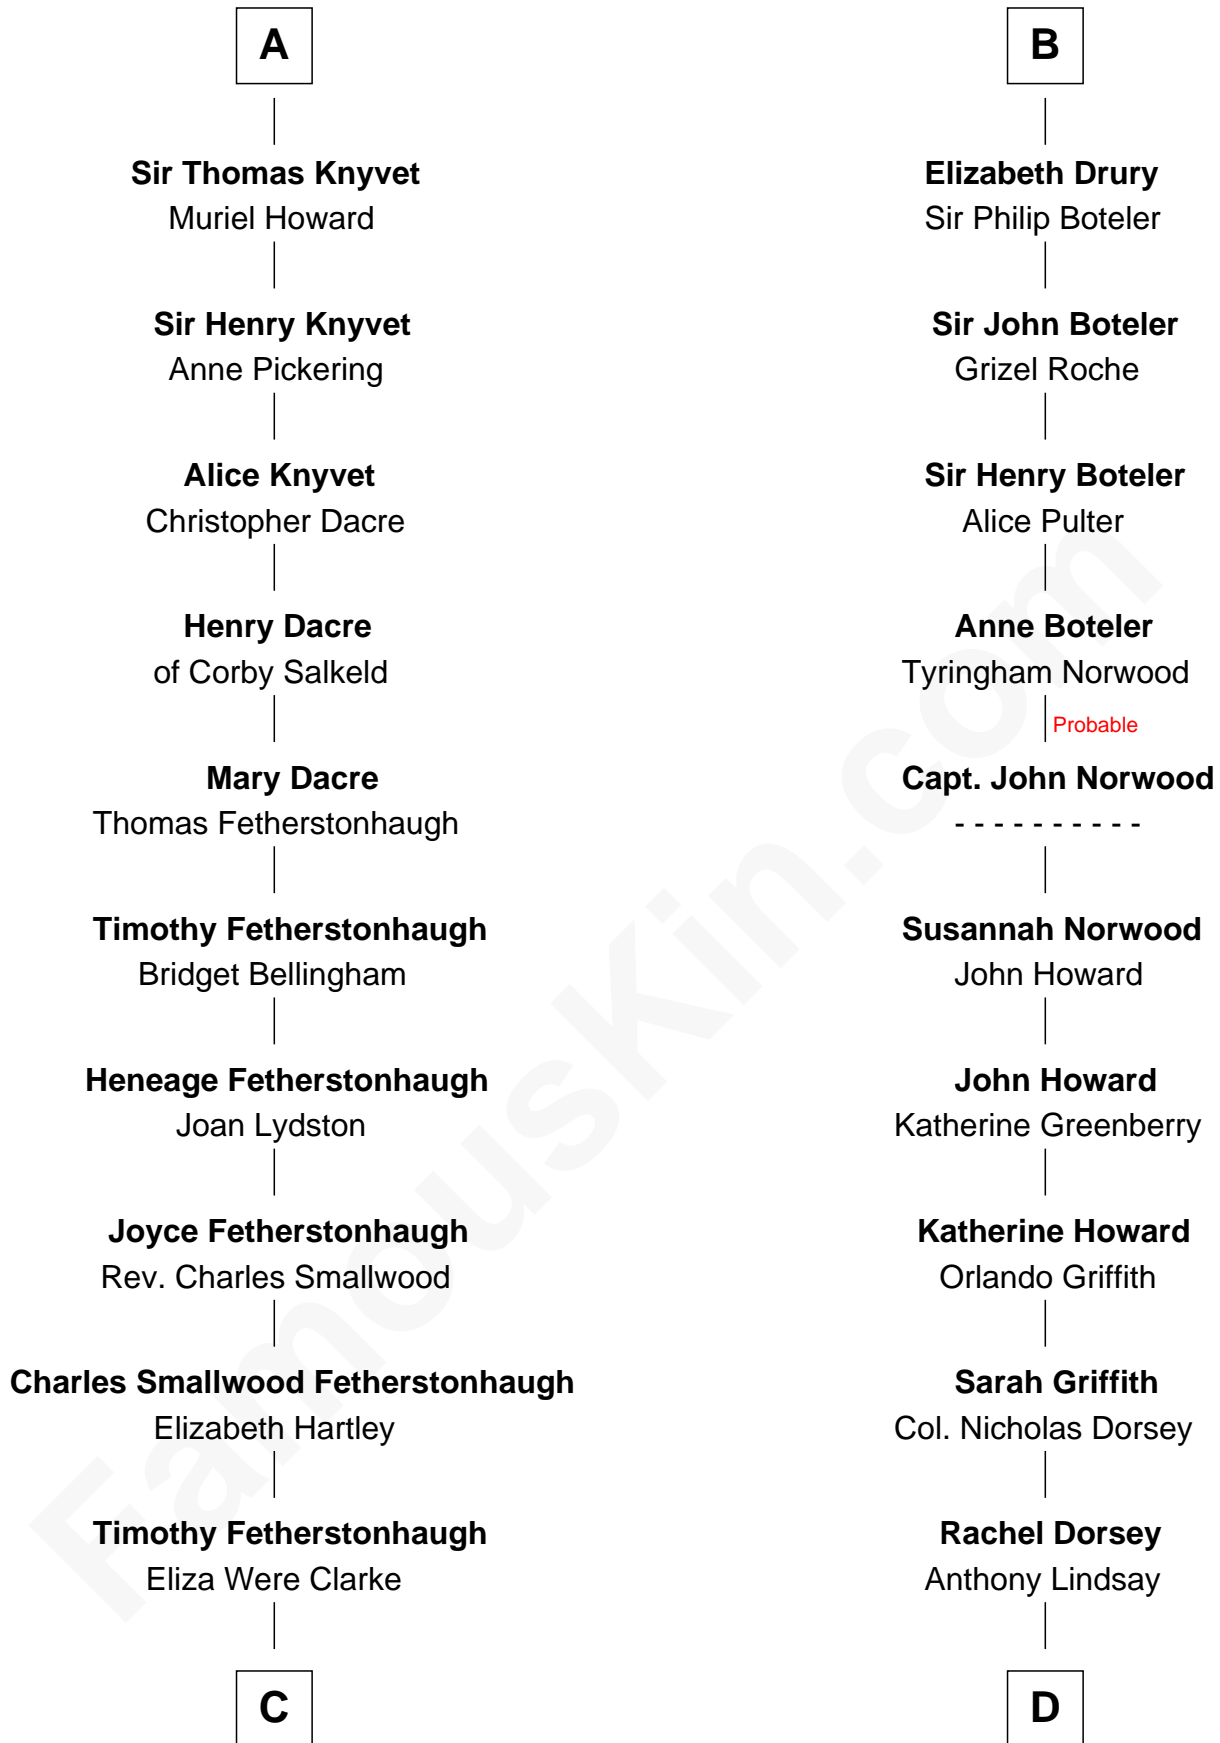 A
Sir Thomas Knyvet
Muriel Howard
Sir Henry Knyvet
Anne Pickering
Alice Knyvet
Christopher Dacre
Henry Dacre
of Corby Salkeld
Mary Dacre
Thomas Fetherstonhaugh
Timothy Fetherstonhaugh
Bridget Bellingham
Heneage Fetherstonhaugh
Joan Lydston
Joyce Fetherstonhaugh
Rev. Charles Smallwood
Charles Smallwood Fetherstonhaugh
Elizabeth Hartley
Timothy Fetherstonhaugh
Eliza Were Clarke
C
B
Elizabeth Drury
Sir Philip Boteler
Sir John Boteler
Grizel Roche
Sir Henry Boteler
Alice Pulter
Anne Boteler
Tyringham Norwood
Probable
Capt. John Norwood
- - - - - - - - - -
Susannah Norwood
John Howard
John Howard
Katherine Greenberry
Katherine Howard
Orlando Griffith
Sarah Griffith
Col. Nicholas Dorsey
Rachel Dorsey
Anthony Lindsay
D
FamousKin.com